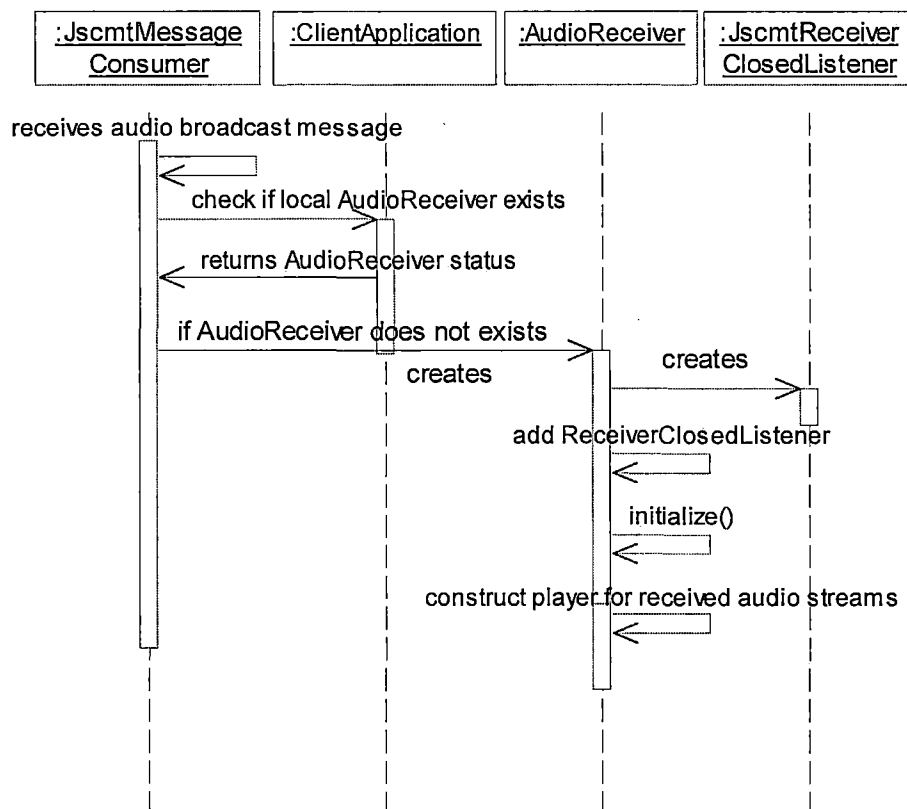 :JscmtMessage
Consumer
:ClientApplication
:AudioReceiver
:JscmtReceiver
ClosedListener
receives audio broadcast message
check if local AudioReceiver exists
returns AudioReceiver status
if AudioReceiver does not exists
creates
creates
add ReceiverClosedListener
initialize()
construct player for received audio streams